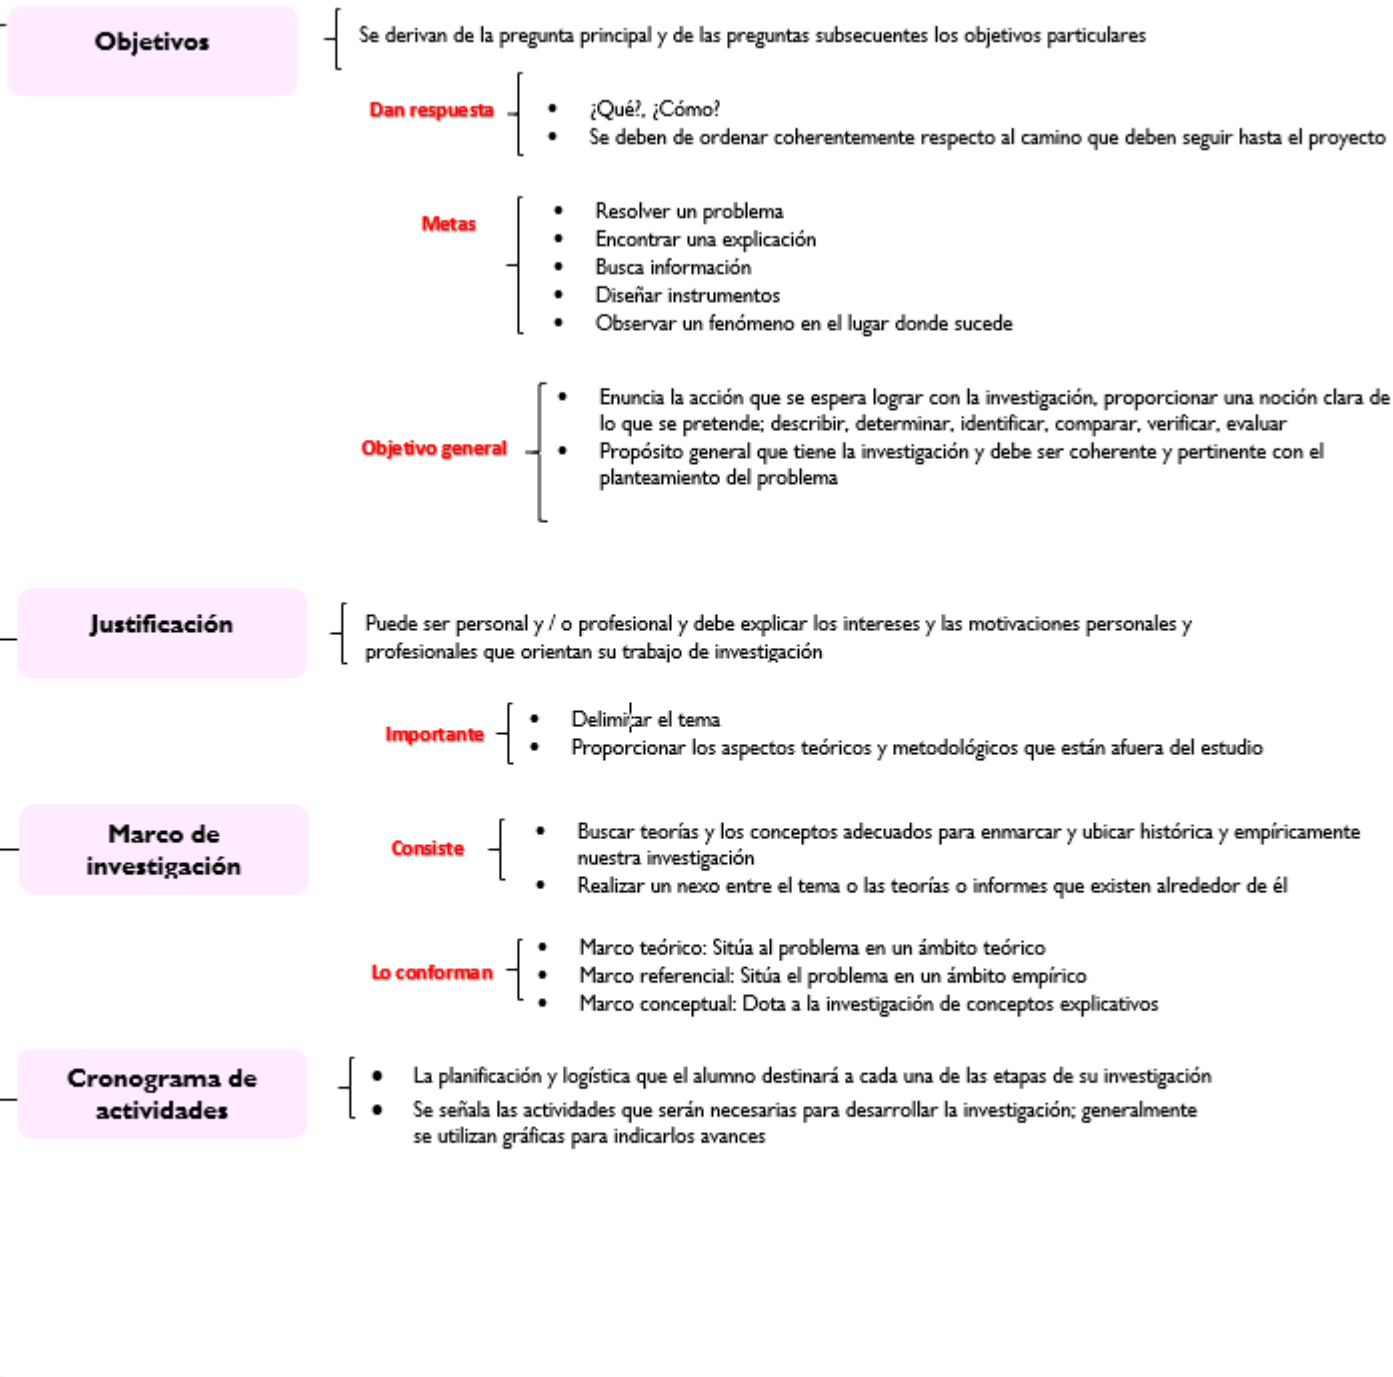 Objetivos
Se derivan de la pregunta principal y de las preguntas subsecuentes los objetivos particulares
Dan respuesta
• ¿Qué?, ¿Cómo?
• Se deben de ordenar coherentemente respecto al camino que deben seguir hasta el proyecto
Metas
• Resolver un problema
• Encontrar una explicación
• Busca información
• Diseñar instrumentos
• Observar un fenómeno en el lugar donde sucede
Objetivo general
• Enuncia la acción que se espera lograr con la investigación, proporcionar una noción clara de
lo que se pretende; describir, determinar, identificar, comparar, verificar, evaluar
• Propósito general que tiene la investigación y debe ser coherente y pertinente con el
planteamiento del problema
Justificación
Puede ser personal y / o profesional y debe explicar los intereses y las motivaciones personales y
profesionales que orientan su trabajo de investigación
Importante
• Delimitar el tema
• Proporcionar los aspectos teóricos y metodológicos que están afuera del estudio
Marco de
investigación
Consiste
• Buscar teorías y los conceptos adecuados para enmarcar y ubicar histórica y empíricamente
nuestra investigación
• Realizar un nexo entre el tema o las teorías o informes que existen alrededor de él
Lo conforman
• Marco teórico: Sitúa al problema en un ámbito teórico
• Marco referencial: Sitúa el problema en un ámbito empírico
• Marco conceptual: Dota a la investigación de conceptos explicativos
Cronograma de
actividades
• La planificación y logística que el alumno destinará a cada una de las etapas de su investigación
• Se señala las actividades que serán necesarias para desarrollar la investigación; generalmente
se utilizan gráficas para indicarlos avances